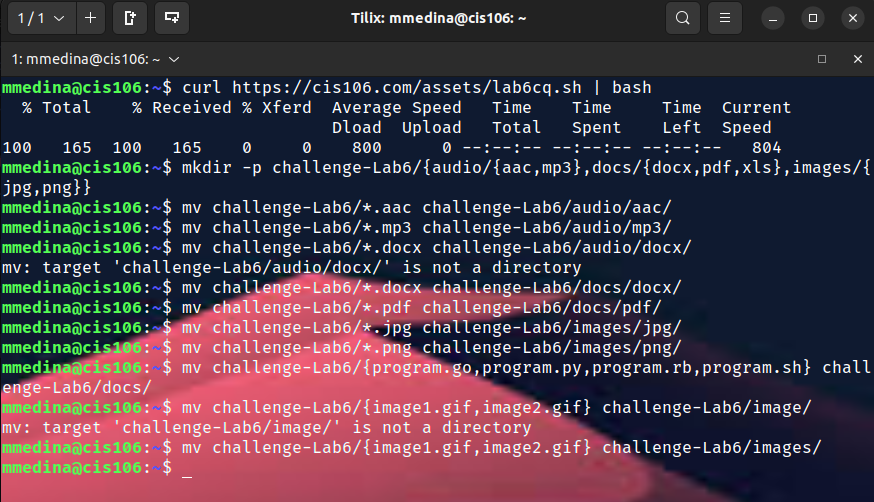 1 / 1
Tilix: mmedina@cis106: ~
1: mmedina@cis106: ~
mmedina@cis106:~$ curl https://cis106.com/assets/lab6cq.sh | bash
  % Total    % Received % Xferd  Average Speed   Time    Time     Time  Current
                                 Dload  Upload   Total   Spent    Left  Speed
100   165  100   165    0     0    800      0 --:--:-- --:--:-- --:--:--   804
mmedina@cis106:~$ mkdir -p challenge-Lab6/{audio/{aac,mp3},docs/{docx,pdf,xls},images/{
jpg,png}}
mmedina@cis106:~$ mv challenge-Lab6/*.aac challenge-Lab6/audio/aac/
mmedina@cis106:~$ mv challenge-Lab6/*.mp3 challenge-Lab6/audio/mp3/
mmedina@cis106:~$ mv challenge-Lab6/*.docx challenge-Lab6/audio/docx/
mv: target 'challenge-Lab6/audio/docx/' is not a directory
mmedina@cis106:~$ mv challenge-Lab6/*.docx challenge-Lab6/docs/docx/
mmedina@cis106:~$ mv challenge-Lab6/*.pdf challenge-Lab6/docs/pdf/
mmedina@cis106:~$ mv challenge-Lab6/*.jpg challenge-Lab6/images/jpg/
mmedina@cis106:~$ mv challenge-Lab6/*.png challenge-Lab6/images/png/
mmedina@cis106:~$ mv challenge-Lab6/{program.go,program.py,program.rb,program.sh} chall
enge-Lab6/docs/
mmedina@cis106:~$ mv challenge-Lab6/{image1.gif,image2.gif} challenge-Lab6/image/
mv: target 'challenge-Lab6/image/' is not a directory
mmedina@cis106:~$ mv challenge-Lab6/{image1.gif,image2.gif} challenge-Lab6/images/
mmedina@cis106:~$ _